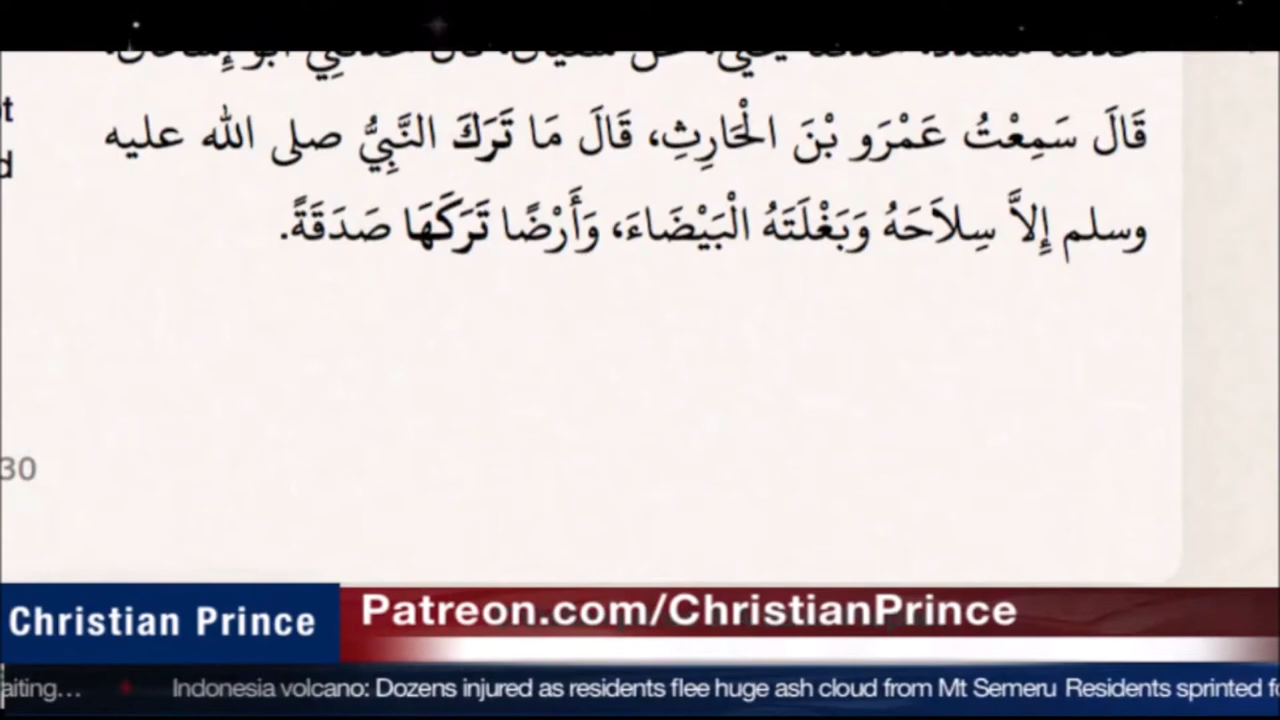 قَالَ سَمِعْتُ عَمْرَو بْنَ الْحَارِثِ، قَالَ مَا تَرَكَ النَّبِيُّ صلى الله عليه
وسلم إِلاَّ سِلاَحَهُ وَبَغْلَتَهُ الْبَيْضَاءَ، وَأَرْضًا تَرَكَهَا صَدَقَةً.
30
Christian Prince
Patreon.com/ChristianPrince
aiting… Indonesia volcano: Dozens injured as residents flee huge ash cloud from Mt Semeru Residents sprinted